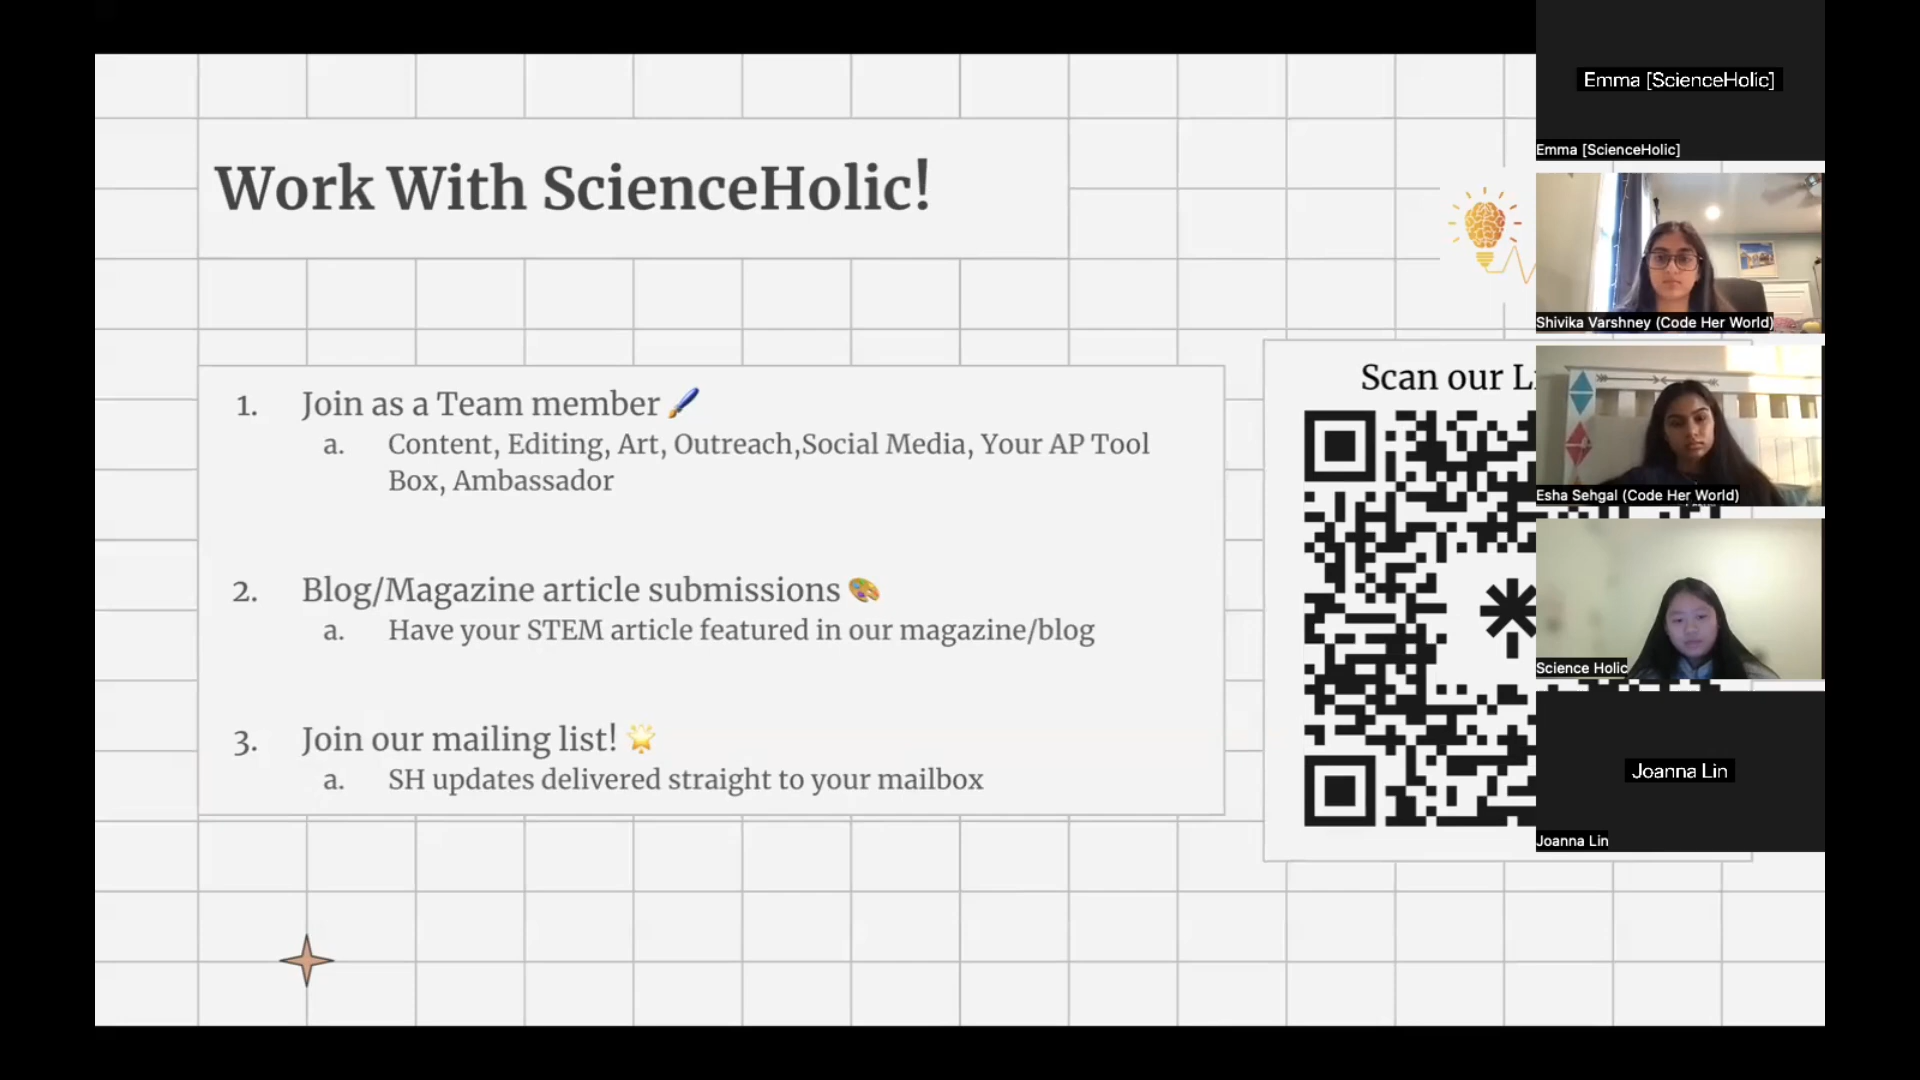 Work With ScienceHolic!
1. Join as a Team member
a. Content, Editing, Art, Outreach,Social Media, Your AP Tool
Box, Ambassador
2. Blog/Magazine article submissions
a. Have your STEM article featured in our magazine/blog
3. Join our mailing list!
a. SH updates delivered straight to your mailbox
Scan our
Emma [ScienceHolic]
Emma [ScienceHolic]
Shivika Varshney (Code Her World)
Esha Sehgal (Code Her World)
Science Holic
Joanna Lin
Joanna Lin